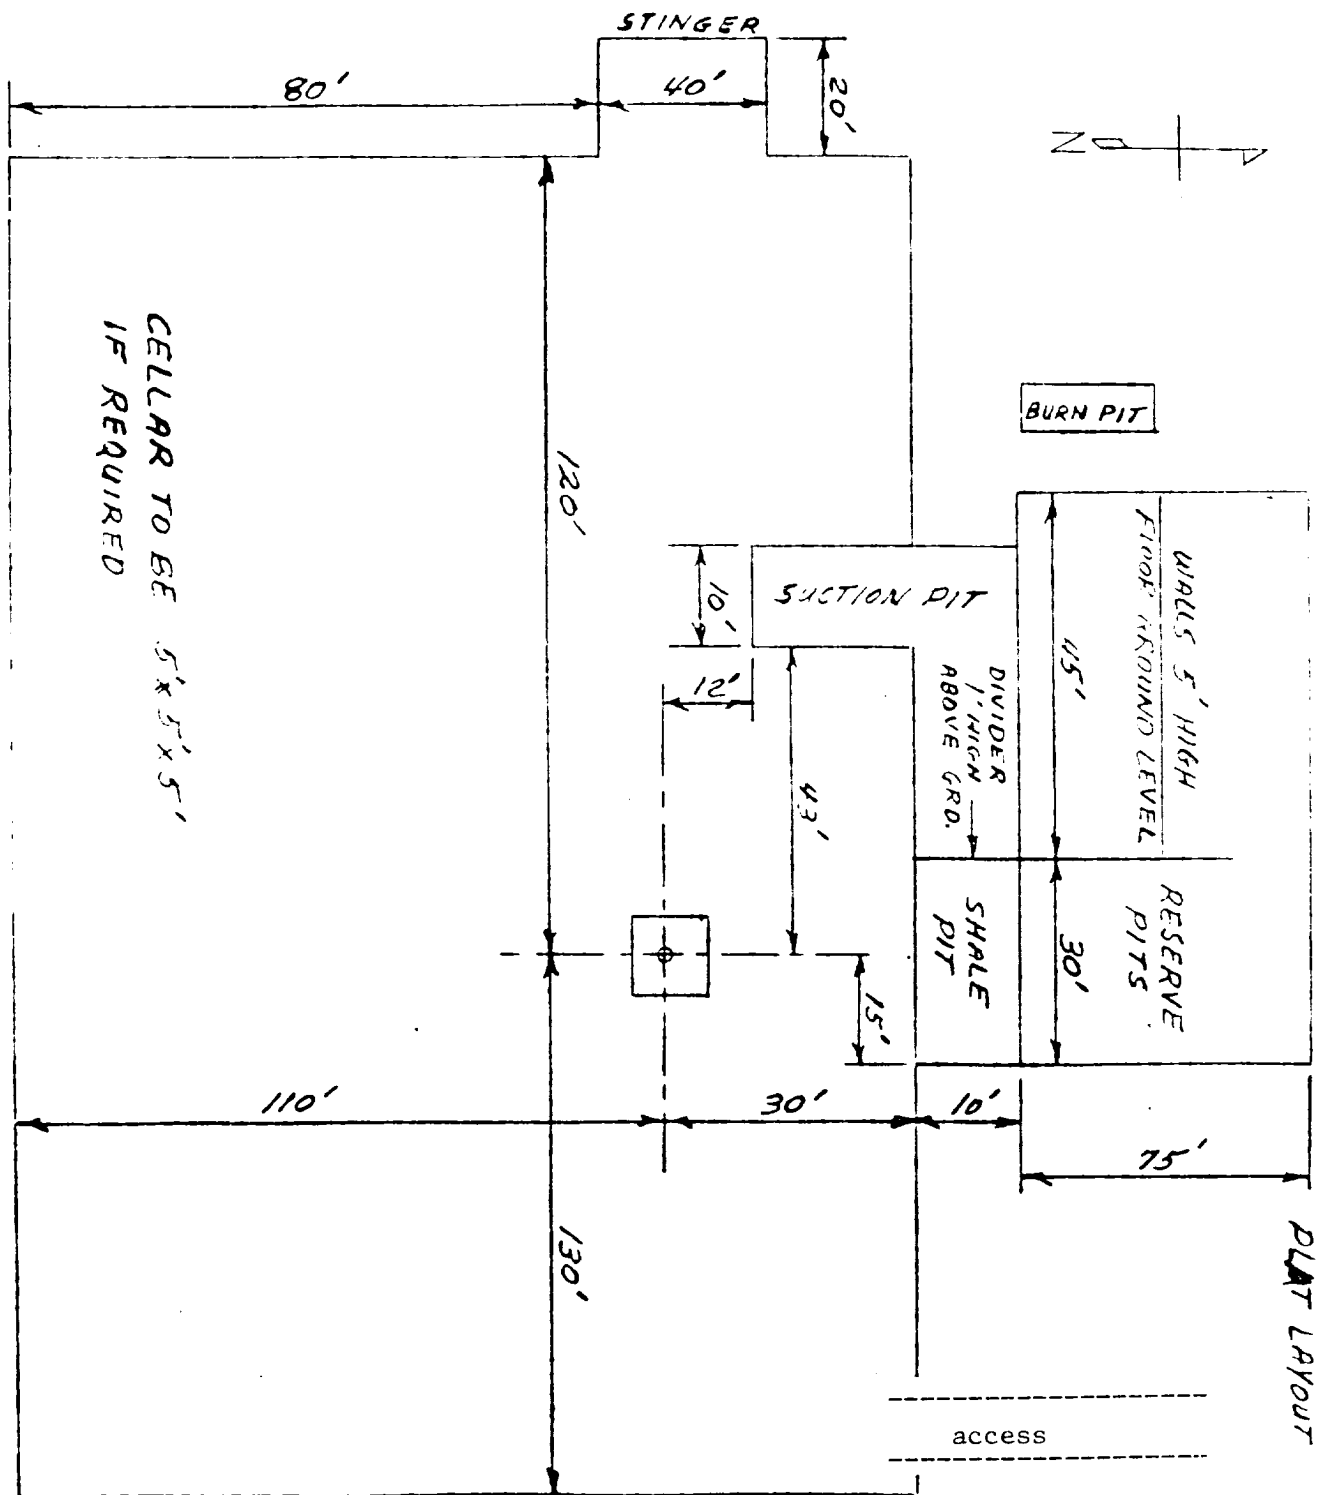 STINGER
80'
40'
20'
N
BURN PIT
CELLAR TO BE 5'x5'x5'
IF REQUIRED
120'
10'
SUCTION PIT
WALLS 5' HIGH
FLOOR GROUND LEVEL
45'
12'
43'
DIVIDER
1' HIGH
ABOVE GRD.
SHALE
PIT
30'
RESERVE
PITS
15'
110'
30'
10'
75'
130'
PLAT LAYOUT
access